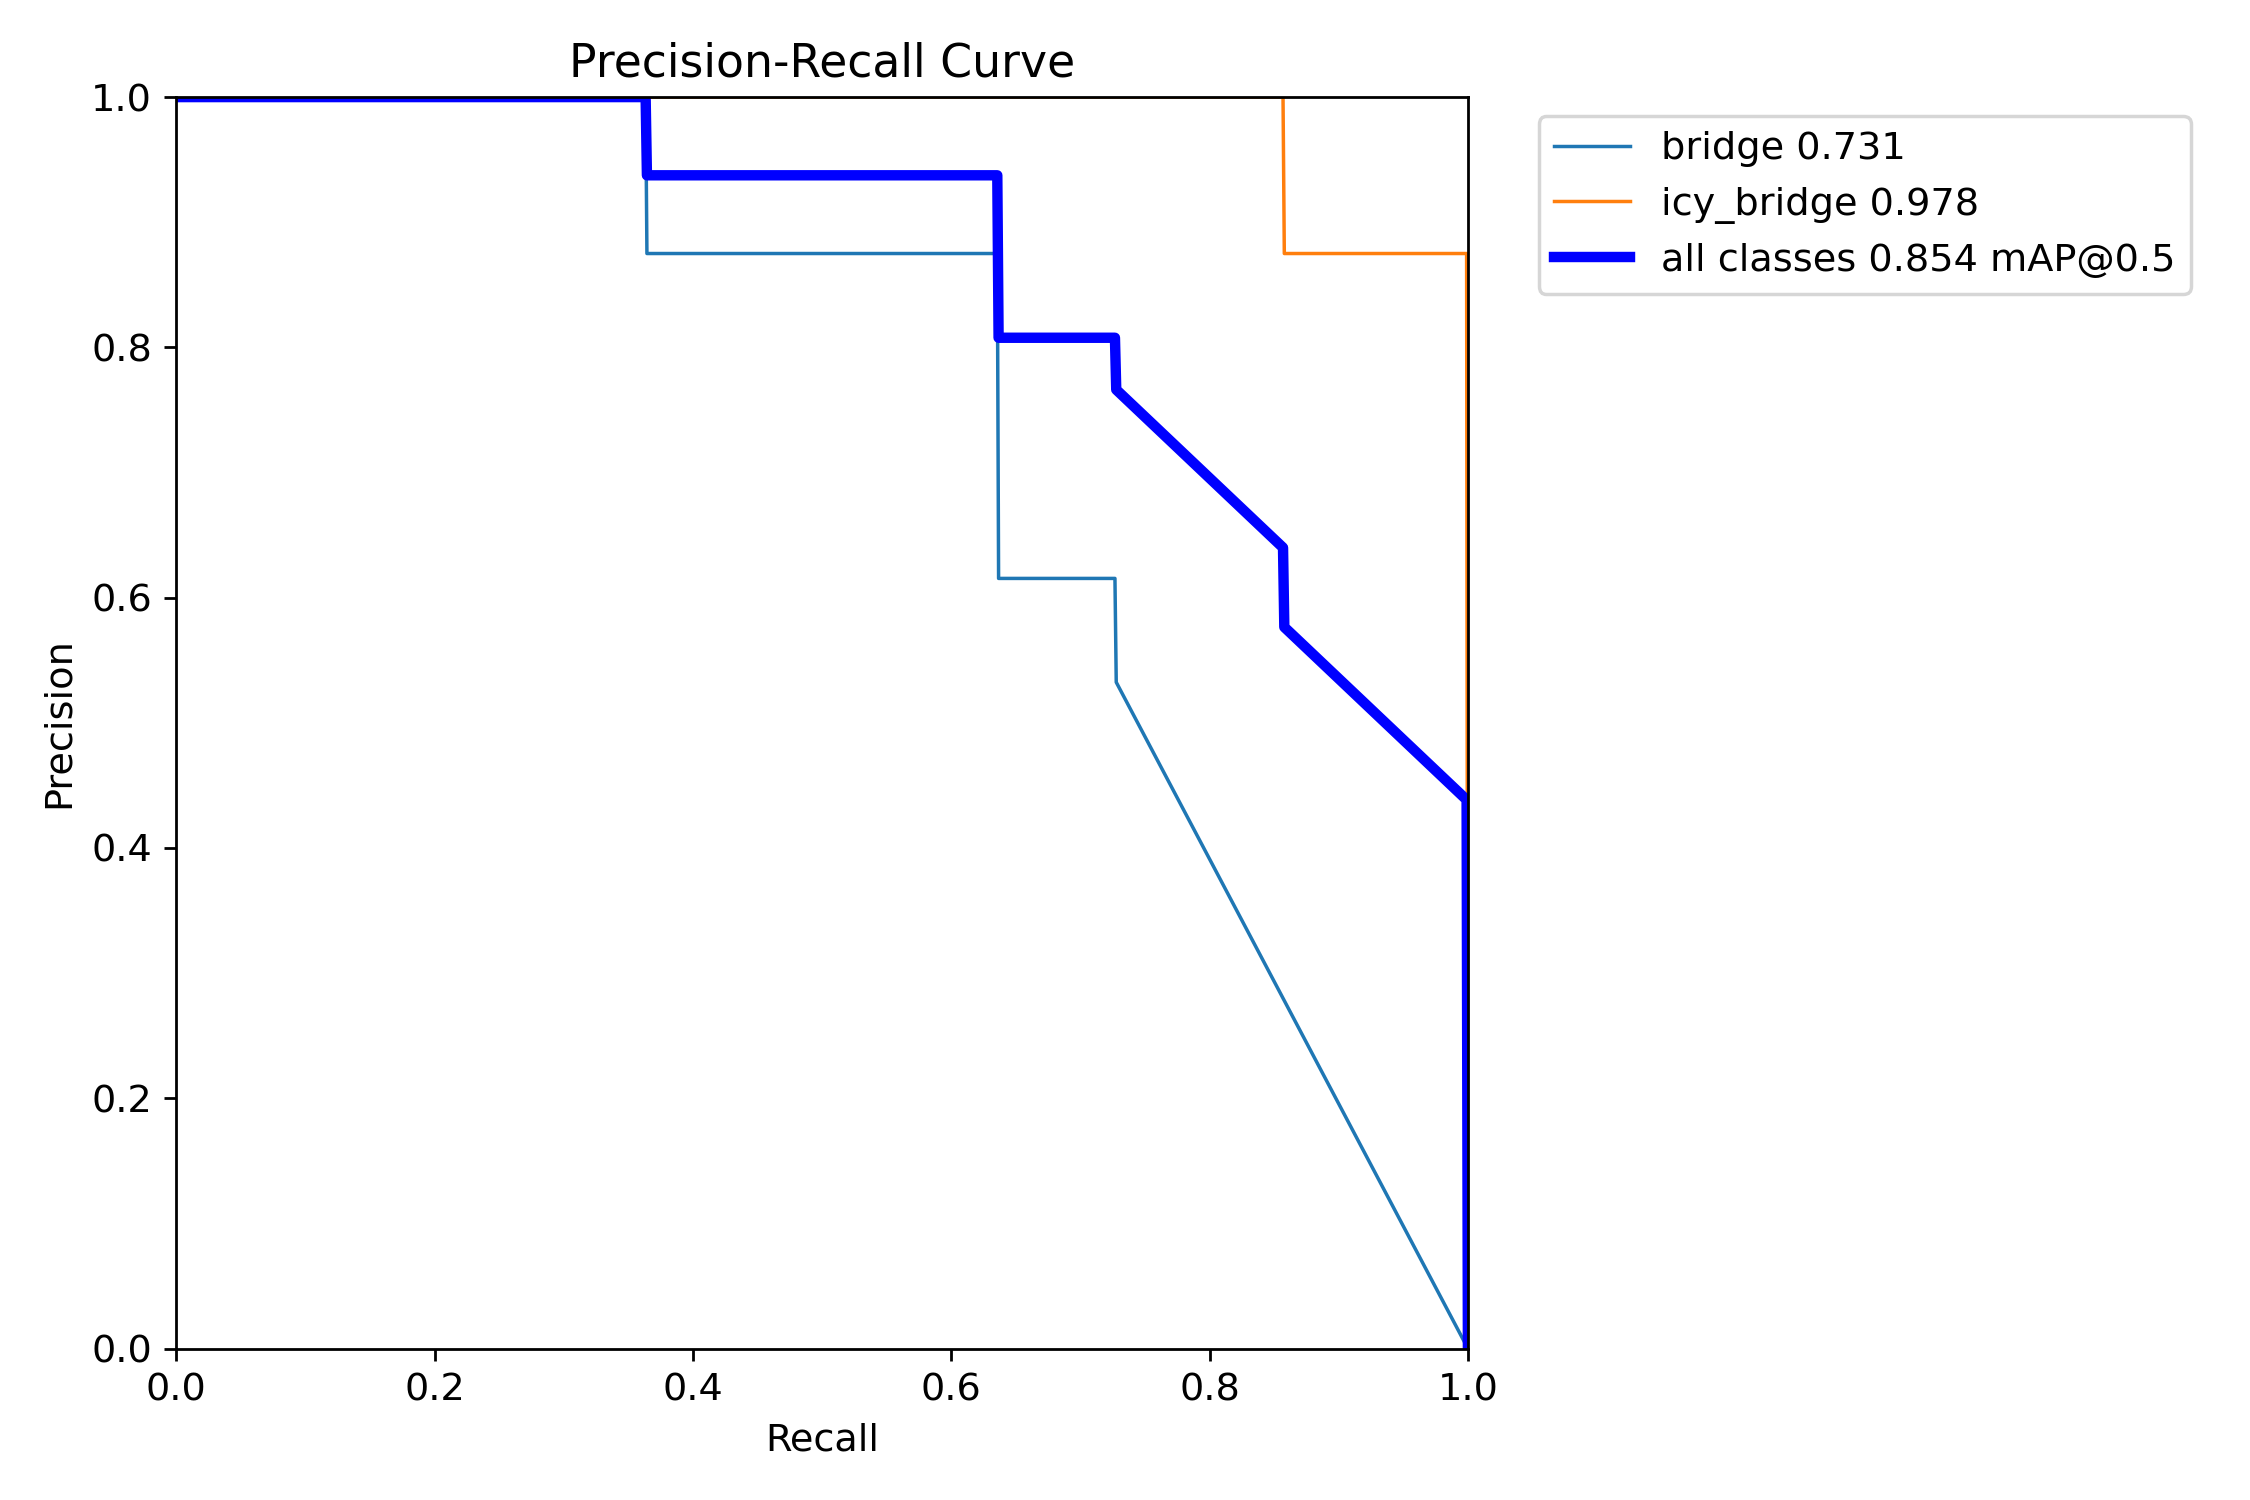 Precision-Recall Curve
1.0
0.8
0.6
0.4
0.2
0.0
Precision
0.0 0.2 0.4 0.6 0.8 1.0
Recall
bridge 0.731
icy_bridge 0.978
all classes 0.854 mAP@0.5